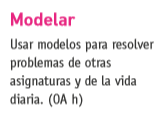 Modelar
Usar modelos para resolver
problemas de otras
asignaturas y de la vida
diaria. (OA h)